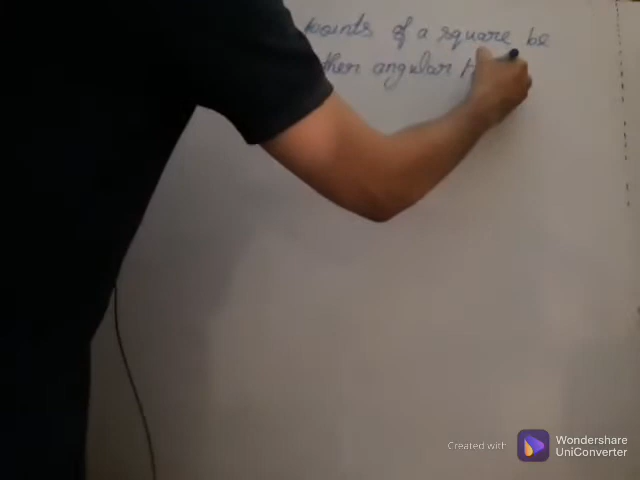 points of a square be
then angular
Created with Wondershare
UniConverter